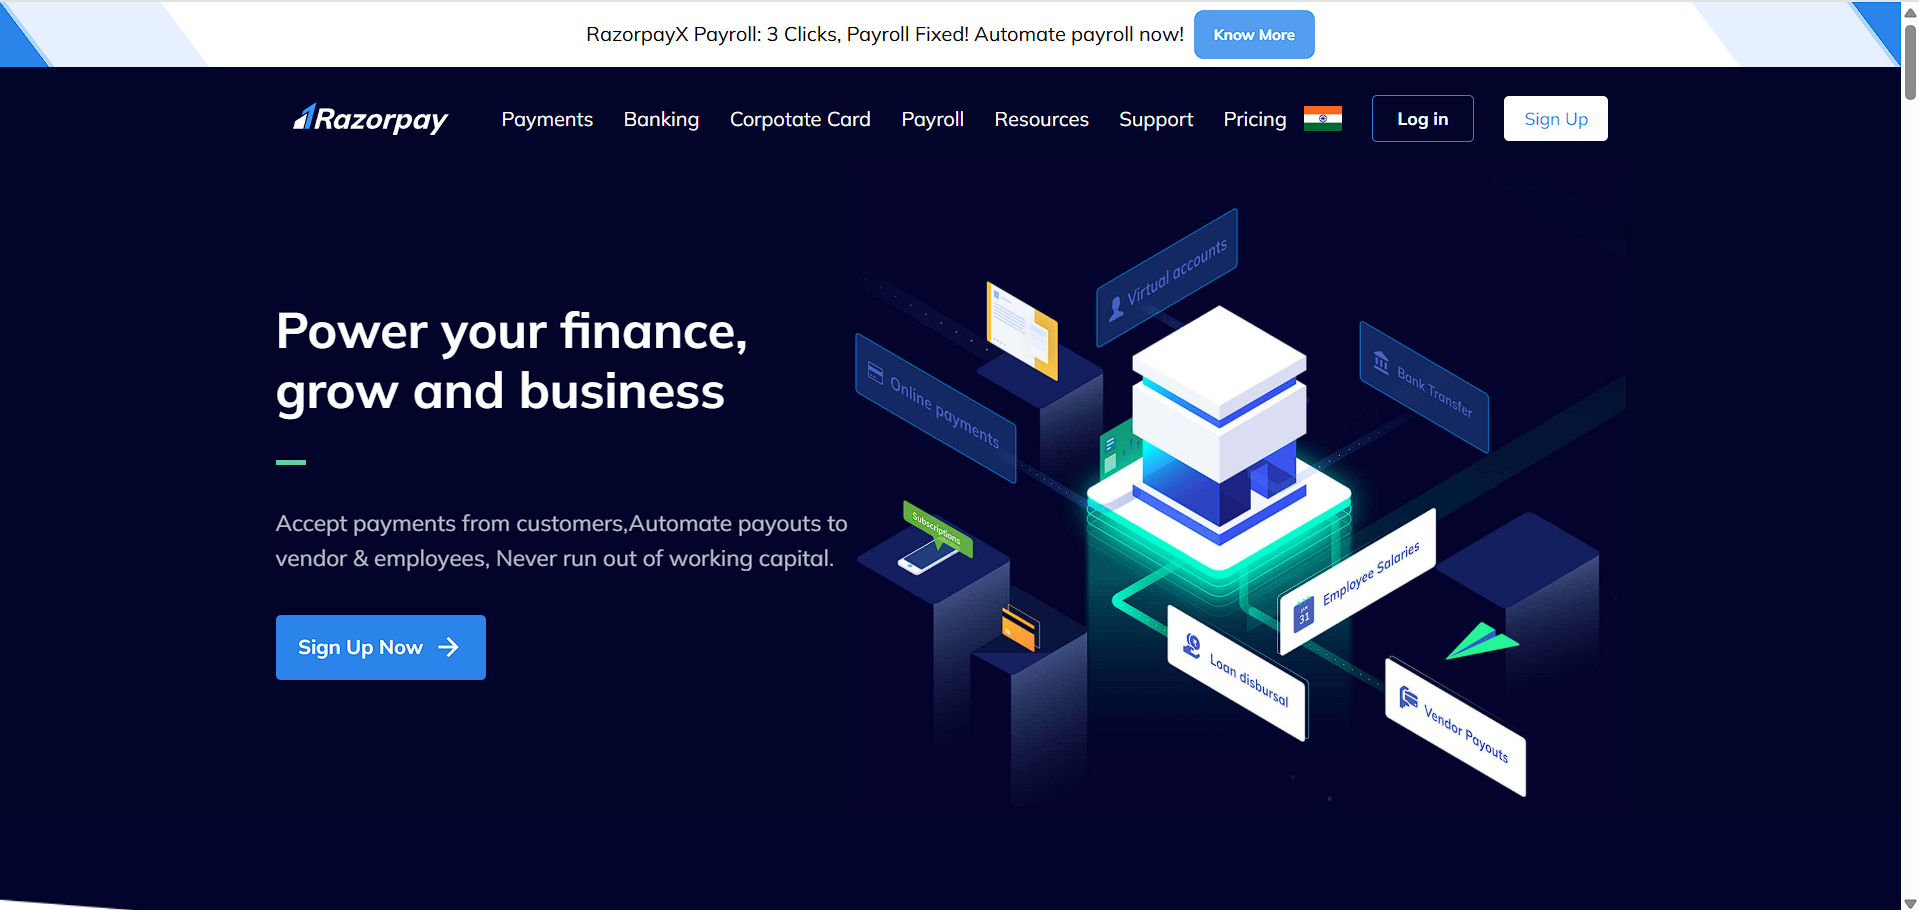 RazorpayX Payroll: 3 Clicks, Payroll Fixed! Automate payroll now!
Know More
Razorpay
Payments
Banking
Corpotate Card
Payroll
Resources
Support
Pricing
Log in
Sign Up
Power your finance,
grow and business
Accept payments from customers,Automate payouts to
vendor & employees, Never run out of working capital.
Sign Up Now
Virtual accounts
Online payments
Bank Transfer
Subscriptions
Employee Salaries
JAN
31
Loan disbursal
Vendor Payouts